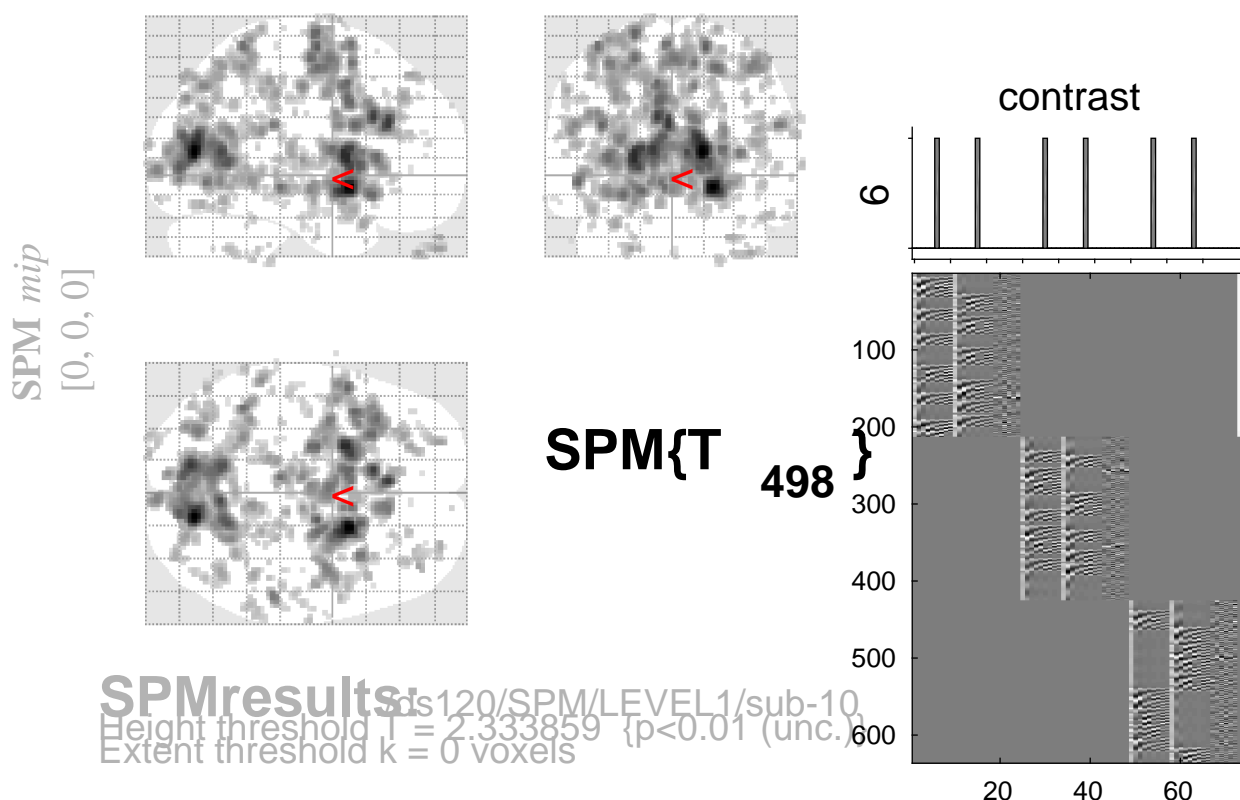 contrast
6
SPM mip
[0, 0, 0]
<
<
<
SPM{T498}
100
200
300
400
500
600
20 40 60
SPMresults: /ds120/SPM/LEVEL1/sub-10
Height threshold T = 2.333859 {p<0.01 (unc.)}
Extent threshold k = 0 voxels